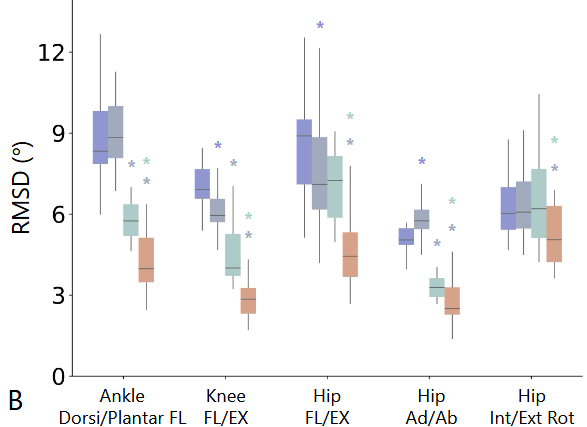 12
9
6
3
0
RMSD (°)
* * * * * * * * * * * * * * * * *
B
Ankle Knee Hip Hip Hip
Dorsi/Plantar FL FL/EX FL/EX Ad/Ab Int/Ext Rot